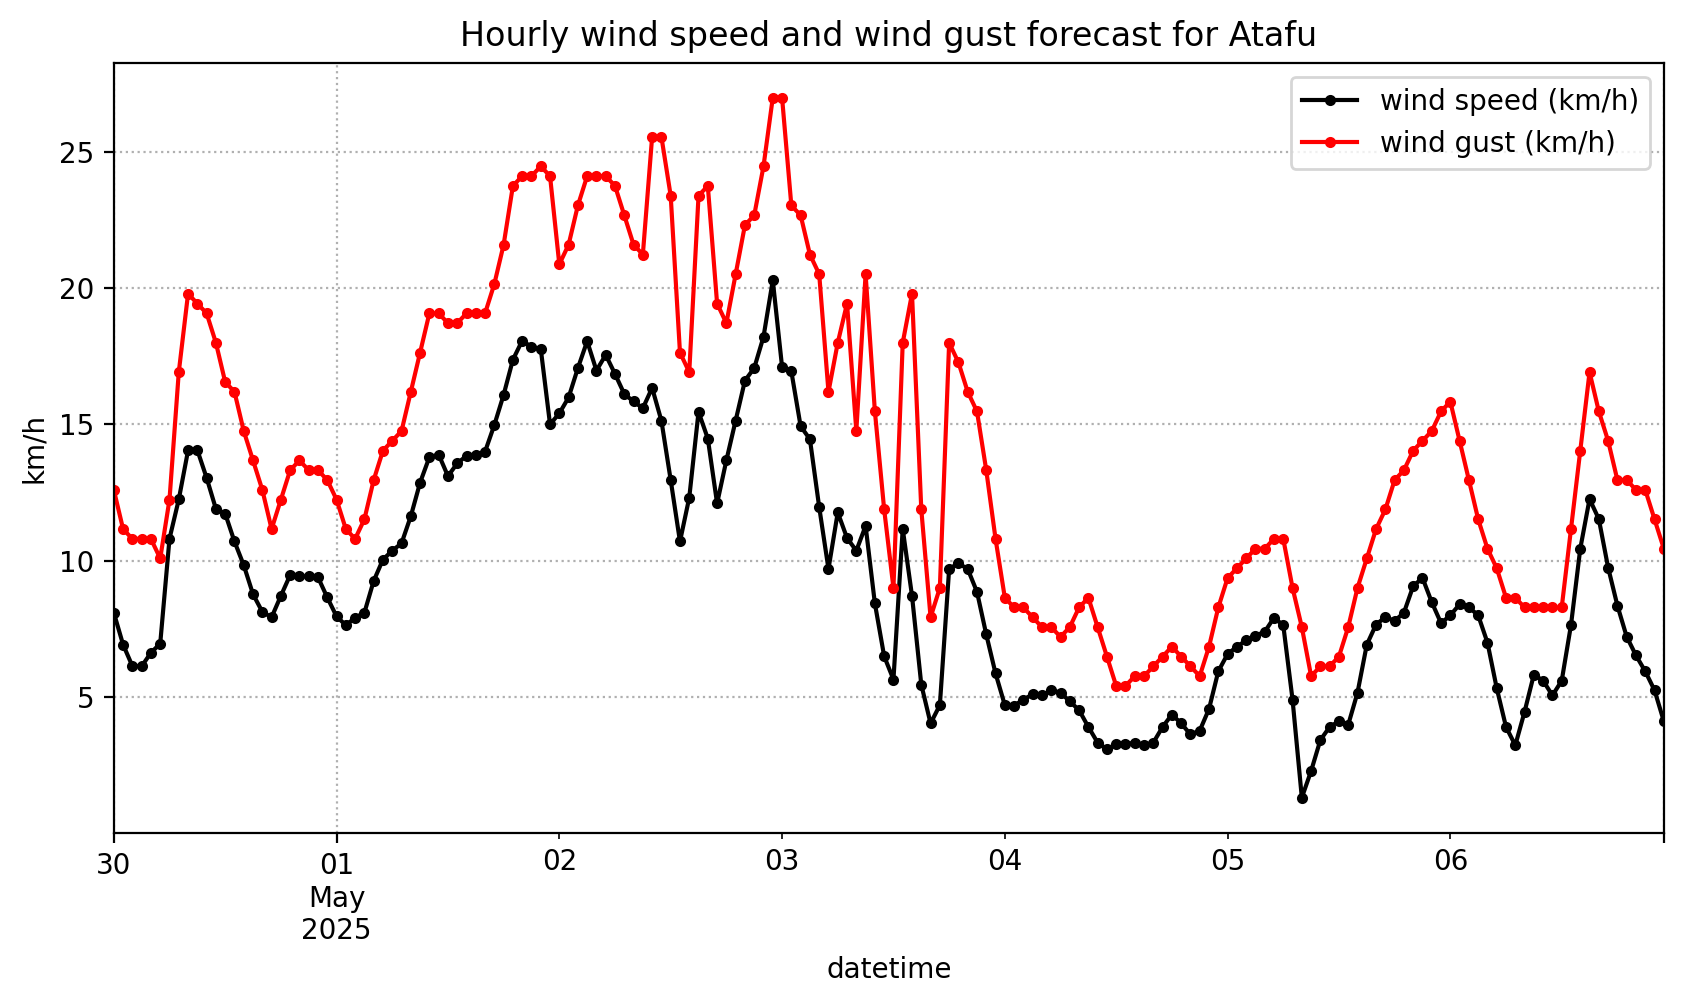 Hourly wind speed and wind gust forecast for Atafu
wind speed (km/h)
wind gust (km/h)
km/h
25
20
15
10
5
30
01
02
03
04
05
06
May
2025
datetime